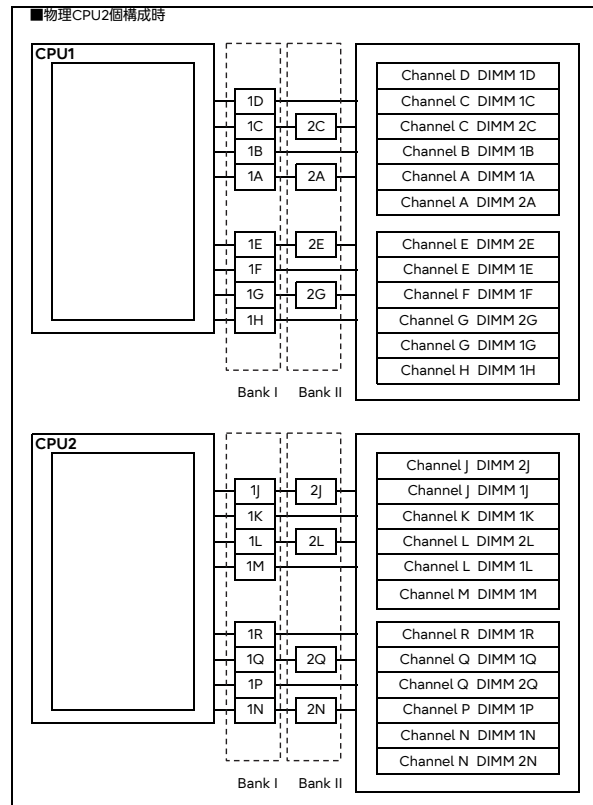 ■物理CPU2個構成時
CPU1
1D
1C 2C
1B
1A 2A
1E 2E
1F
1G 2G
1H
Bank I Bank II
Channel D DIMM 1D
Channel C DIMM 1C
Channel C DIMM 2C
Channel B DIMM 1B
Channel A DIMM 1A
Channel A DIMM 2A
Channel E DIMM 2E
Channel E DIMM 1E
Channel F DIMM 1F
Channel G DIMM 2G
Channel G DIMM 1G
Channel H DIMM 1H
CPU2
1J 2J
1K
1L 2L
1M
1R
1Q 2Q
1P
1N 2N
Bank I Bank II
Channel J DIMM 2J
Channel J DIMM 1J
Channel K DIMM 1K
Channel L DIMM 2L
Channel L DIMM 1L
Channel M DIMM 1M
Channel R DIMM 1R
Channel Q DIMM 1Q
Channel Q DIMM 2Q
Channel P DIMM 1P
Channel N DIMM 1N
Channel N DIMM 2N